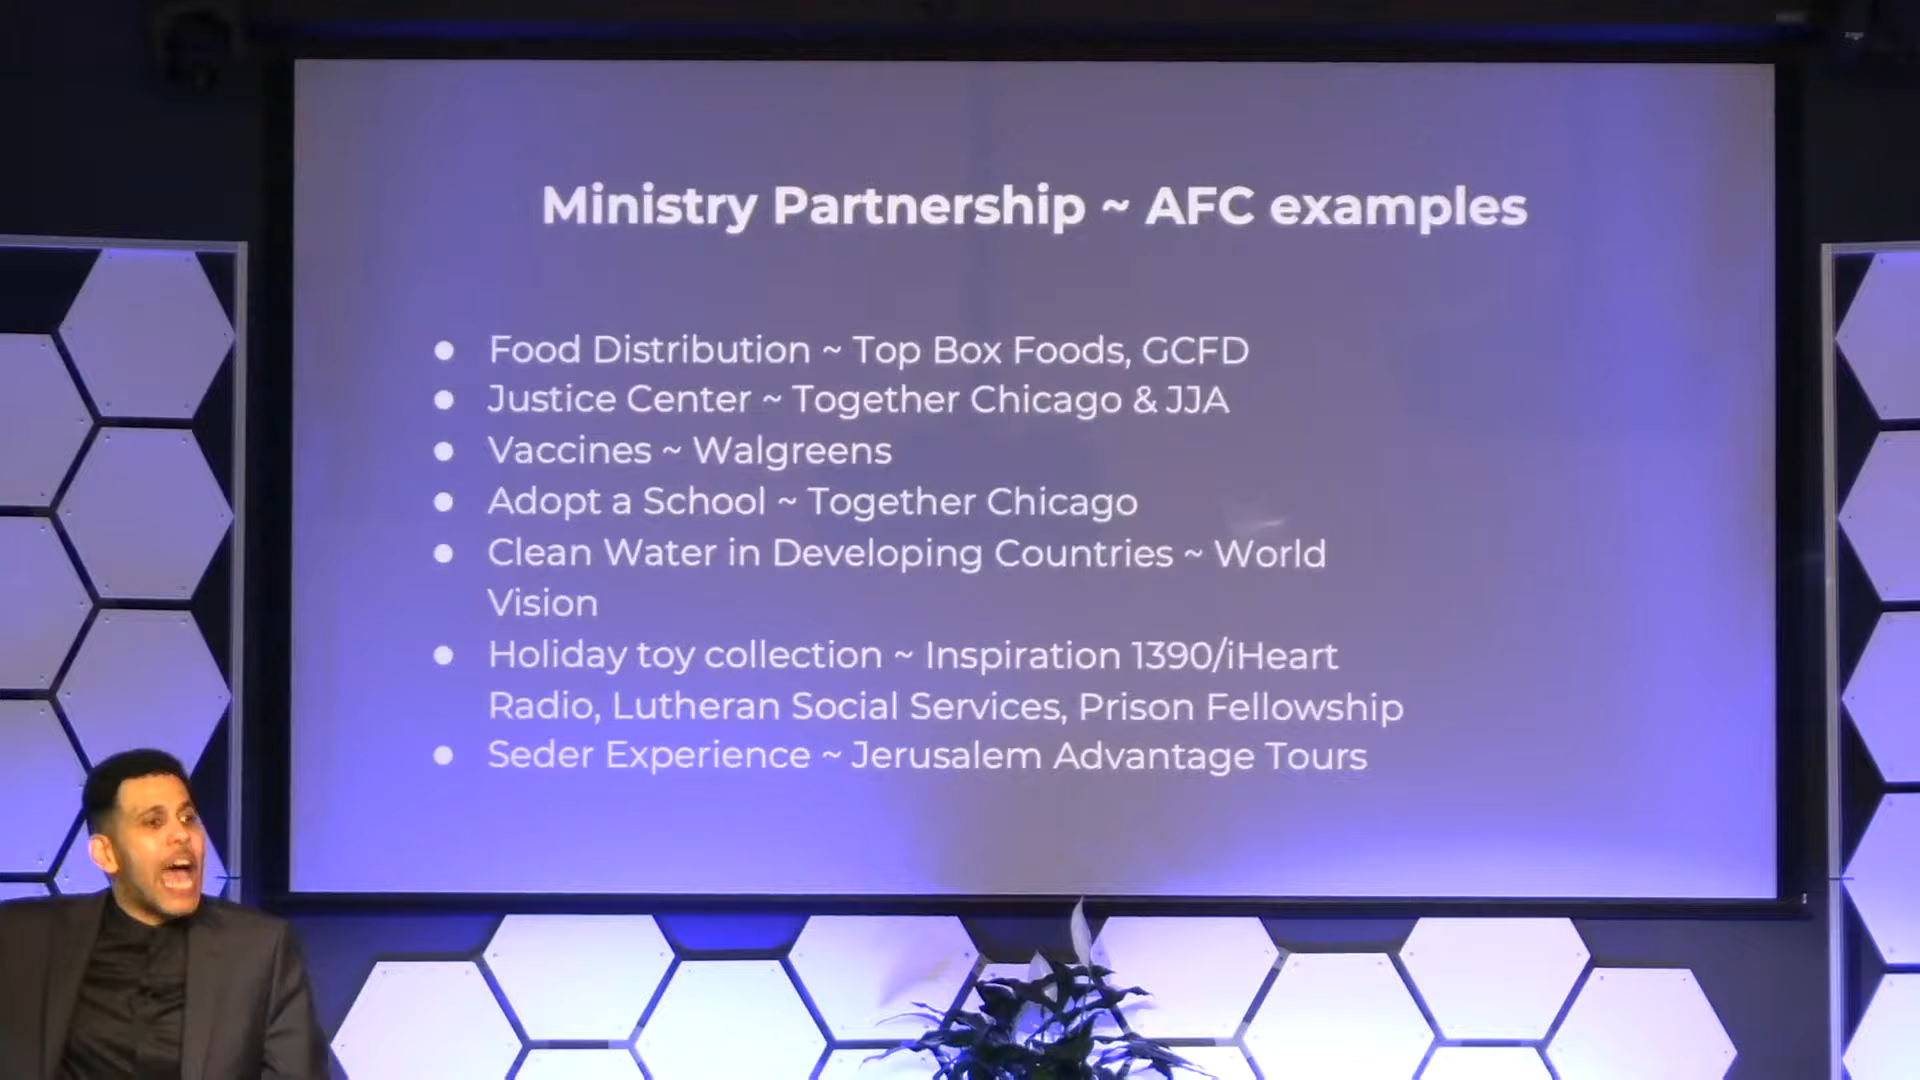 Ministry Partnership ~ AFC examples
● Food Distribution ~ Top Box Foods, GCFD
● Justice Center ~ Together Chicago & JJA
● Vaccines ~ Walgreens
● Adopt a School ~ Together Chicago
● Clean Water in Developing Countries ~ World
Vision
● Holiday toy collection ~ Inspiration 1390/iHeart
Radio, Lutheran Social Services, Prison Fellowship
● Seder Experience ~ Jerusalem Advantage Tours